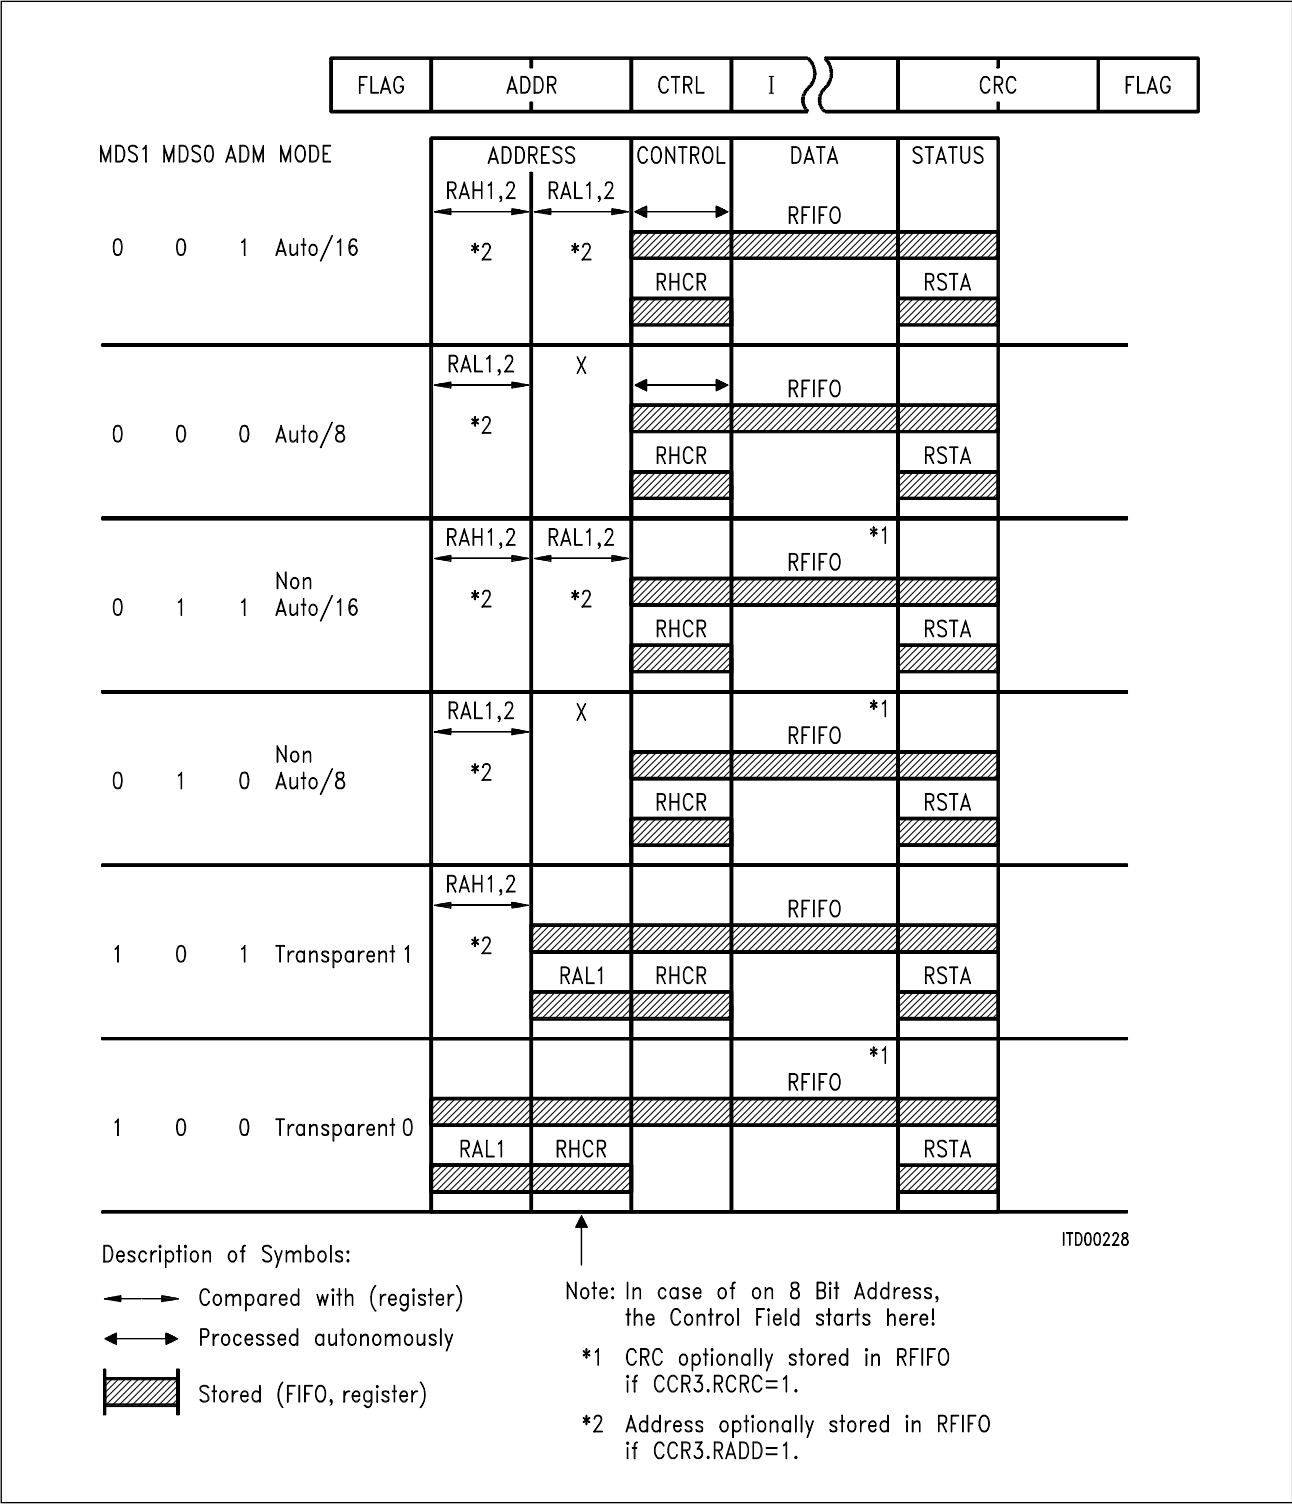 FLAG ADDR CTRL I CRC FLAG
MDS1 MDS0 ADM MODE ADDRESS CONTROL DATA STATUS
RAH1,2 RAL1,2
RFIFO
0 0 1 Auto/16 *2 *2
RHCR RSTA
RAL1,2 X
RFIFO
0 0 0 Auto/8 *2
RHCR RSTA
RAH1,2 RAL1,2 *1
RFIFO
Non
0 1 1 Auto/16 *2 *2
RHCR RSTA
RAL1,2 X *1
RFIFO
Non
0 1 0 Auto/8 *2
RHCR RSTA
RAH1,2
RFIFO
1 0 1 Transparent 1 *2
RAL1 RHCR RSTA
*1
RFIFO
1 0 0 Transparent 0
RAL1 RHCR RSTA
ITD00228
Description of Symbols:
Compared with (register)
Processed autonomously
Stored (FIFO, register)
Note: In case of on 8 Bit Address,
the Control Field starts here!
*1 CRC optionally stored in RFIFO
if CCR3.RCRC=1.
*2 Address optionally stored in RFIFO
if CCR3.RADD=1.